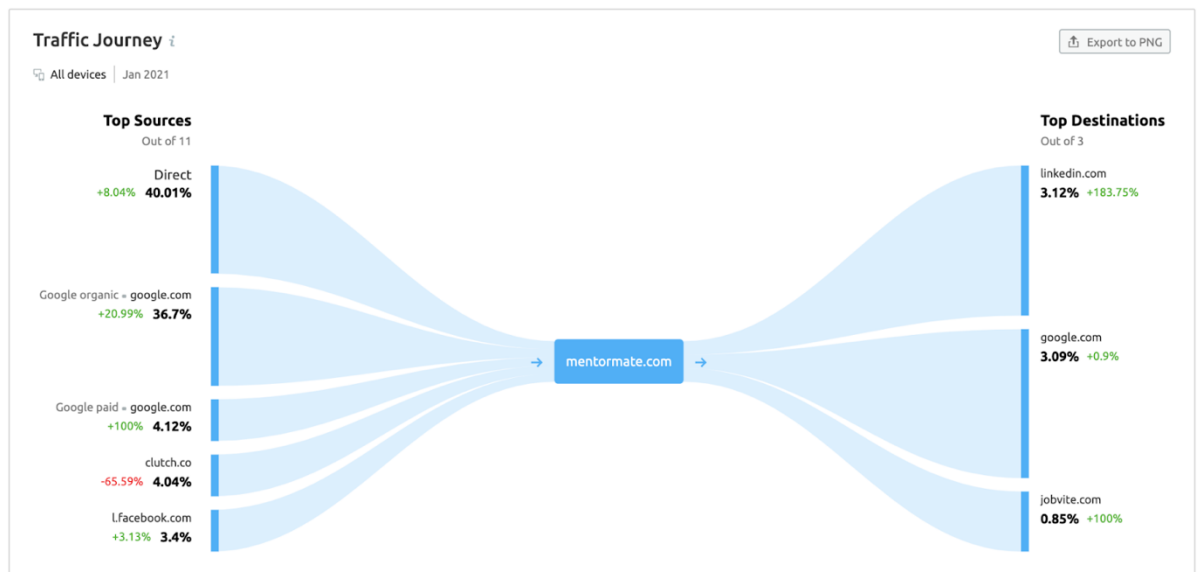 Traffic Journey i
Export to PNG
All devices Jan 2021
Top Sources
Out of 11
Direct
+8.04% 40.01%
Google organic = google.com
+20.99% 36.7%
Google paid = google.com
+100% 4.12%
clutch.co
-65.59% 4.04%
l.facebook.com
+3.13% 3.4%
→ mentormate.com →
Top Destinations
Out of 3
linkedin.com
3.12% +183.75%
google.com
3.09% +0.9%
jobvite.com
0.85% +100%